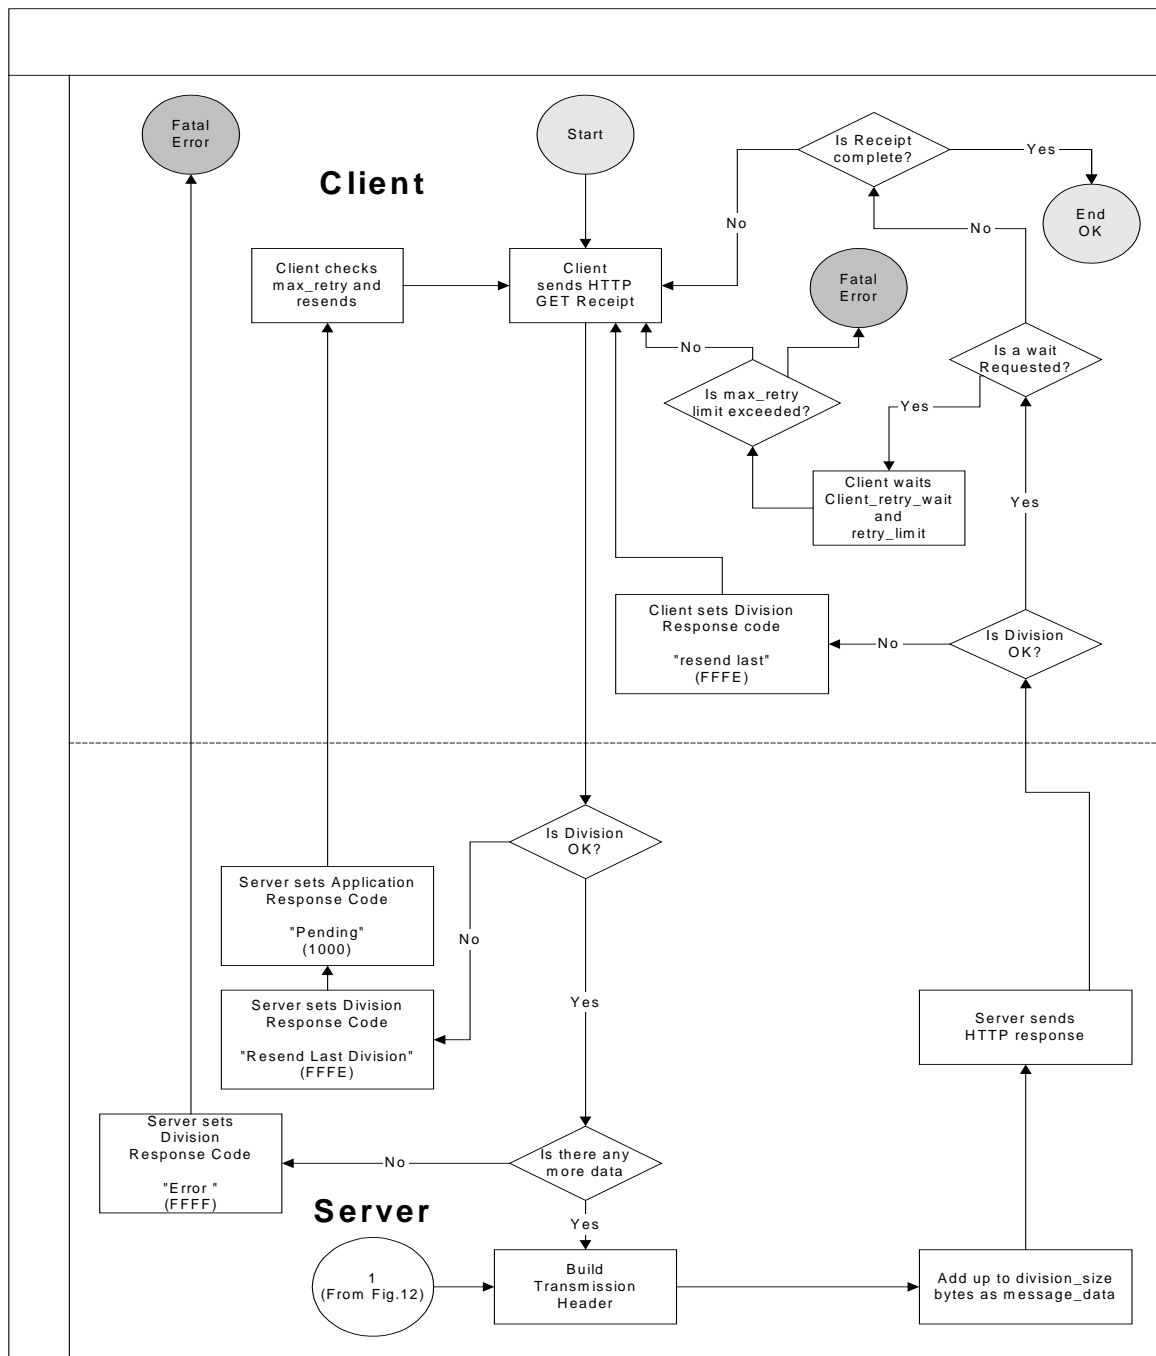 Fatal
Error
Start
Is Receipt
complete?
Yes
Client
End
OK
No
No
Client checks
max_retry and
resends
Client
sends HTTP
GET Receipt
Fatal
Error
No
Is a wait
Requested?
Is max_retry
limit exceeded?
Yes
Client waits
Client_retry_wait
and
retry_limit
Yes
Client sets Division
Response code
"resend last"
(FFFE)
No
Is Division
OK?
Is Division
OK?
Server sets Application
Response Code
"Pending"
(1000)
No
Server sets Division
Response Code
"Resend Last Division"
(FFFE)
Yes
Server sends
HTTP response
Server sets
Division
Response Code
"Error "
(FFFF)
No
Is there any
more data
Server
Yes
1
(From Fig.12)
Build
Transmission
Header
Add up to division_size
bytes as message_data